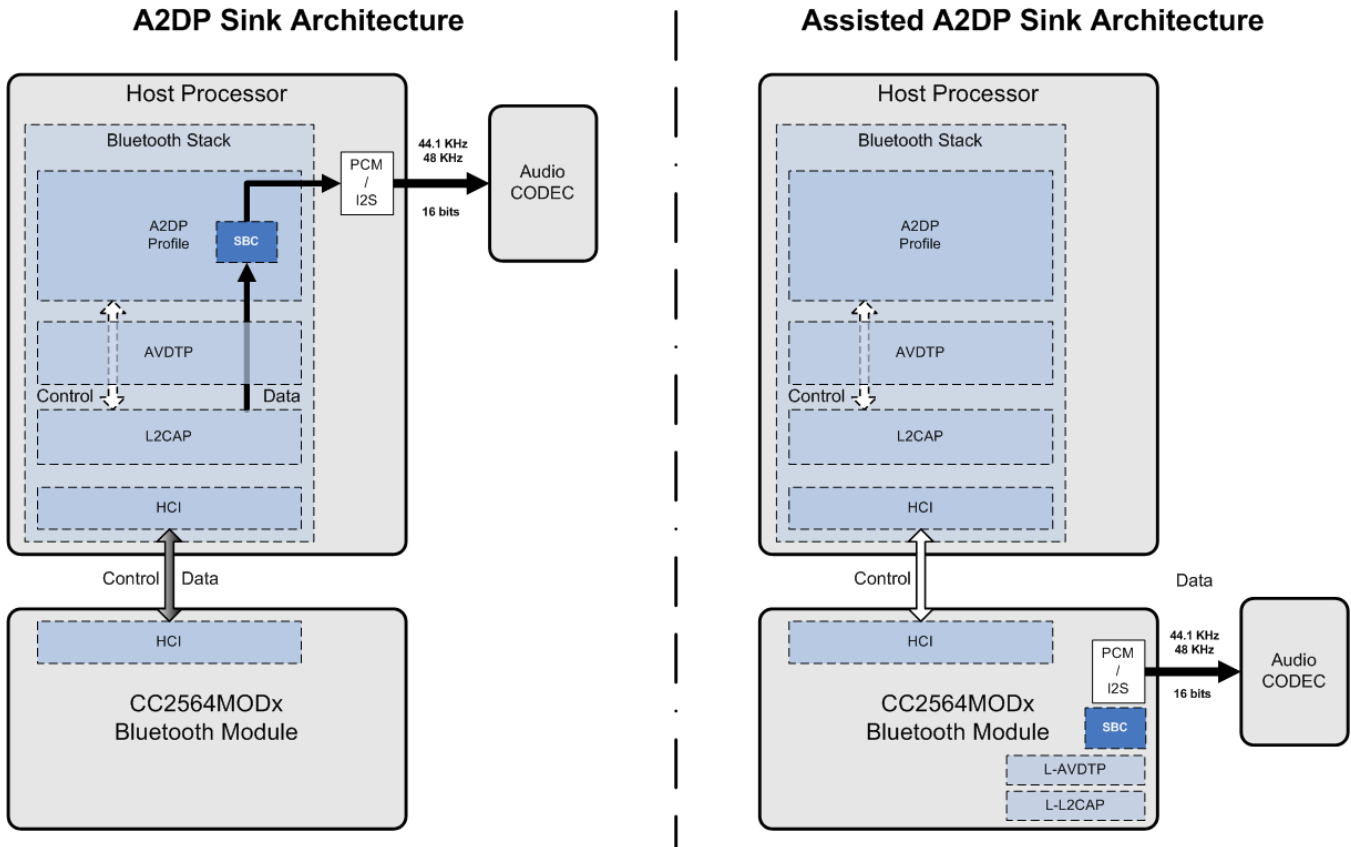 A2DP Sink Architecture
Host Processor
Bluetooth Stack
A2DP
Profile
SBC
PCM
/
I2S
44.1 KHz
48 KHz
16 bits
Audio
CODEC
AVDTP
Control
Data
L2CAP
HCI
Control
Data
HCI
CC2564MODx
Bluetooth Module
Assisted A2DP Sink Architecture
Host Processor
Bluetooth Stack
A2DP
Profile
AVDTP
Control
L2CAP
HCI
Control
Data
HCI
PCM
/
I2S
44.1 KHz
48 KHz
16 bits
Audio
CODEC
CC2564MODx
Bluetooth Module
SBC
L-AVDTP
L-L2CAP